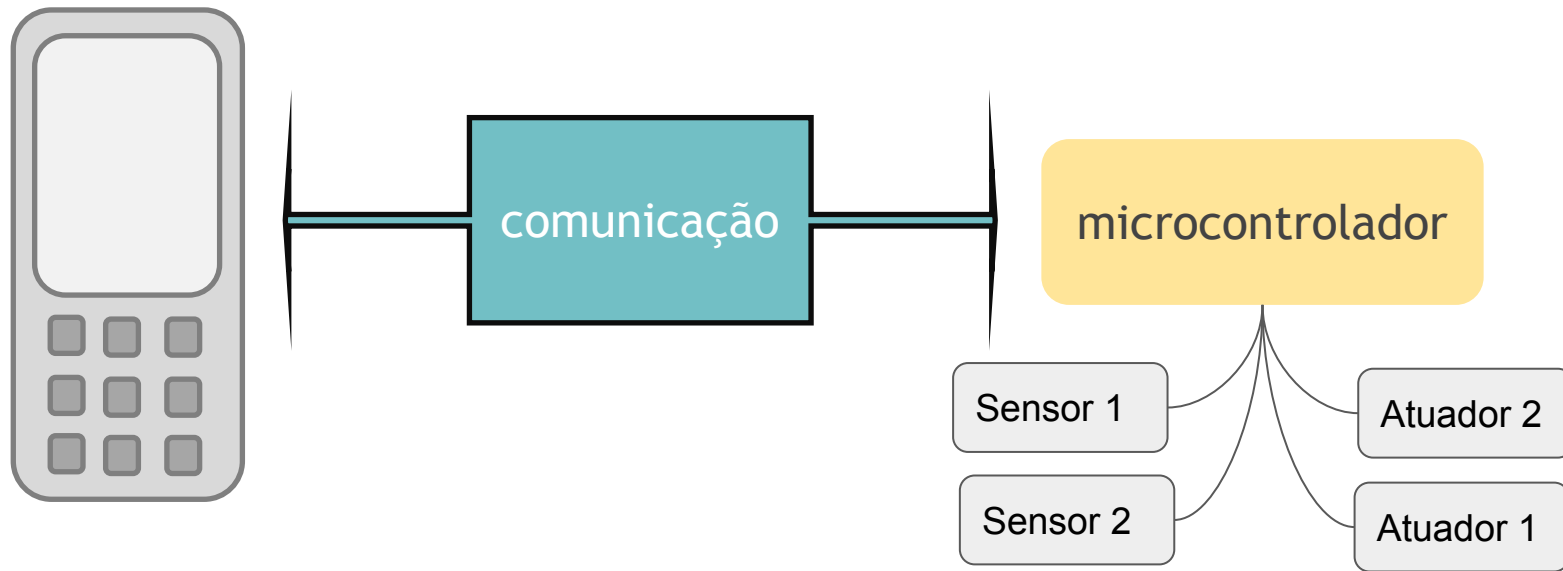 comunicação
microcontrolador
Sensor 1
Atuador 2
Sensor 2
Atuador 1